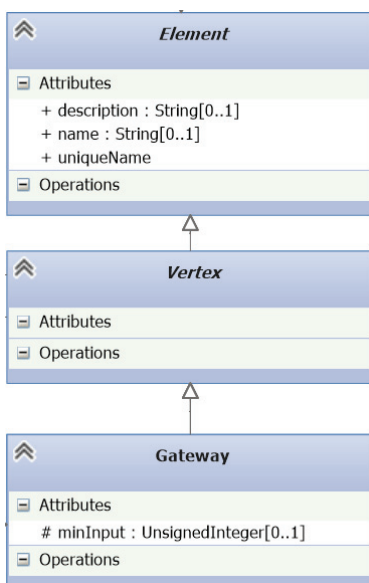 Element
Attributes
+ description : String[0..1]
+ name : String[0..1]
+ uniqueName
Operations
Vertex
Attributes
Operations
Gateway
Attributes
# minInput : UnsignedInteger[0..1]
Operations